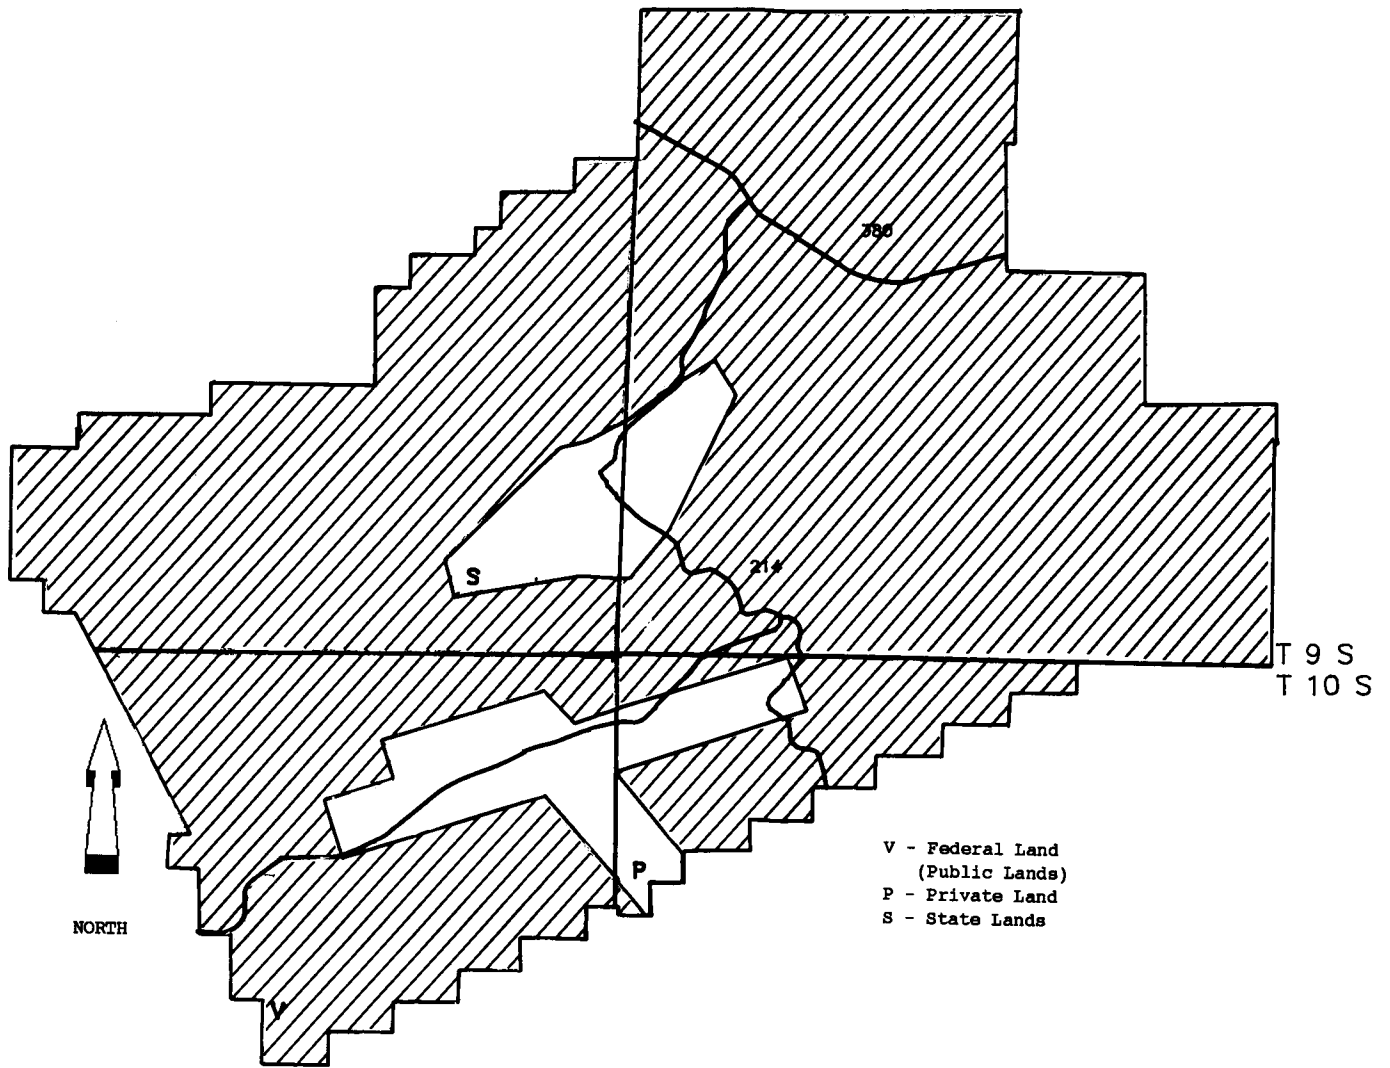 380
S
214
T 9 S
T 10 S
P
V - Federal Land
(Public Lands)
P - Private Land
S - State Lands
NORTH
V